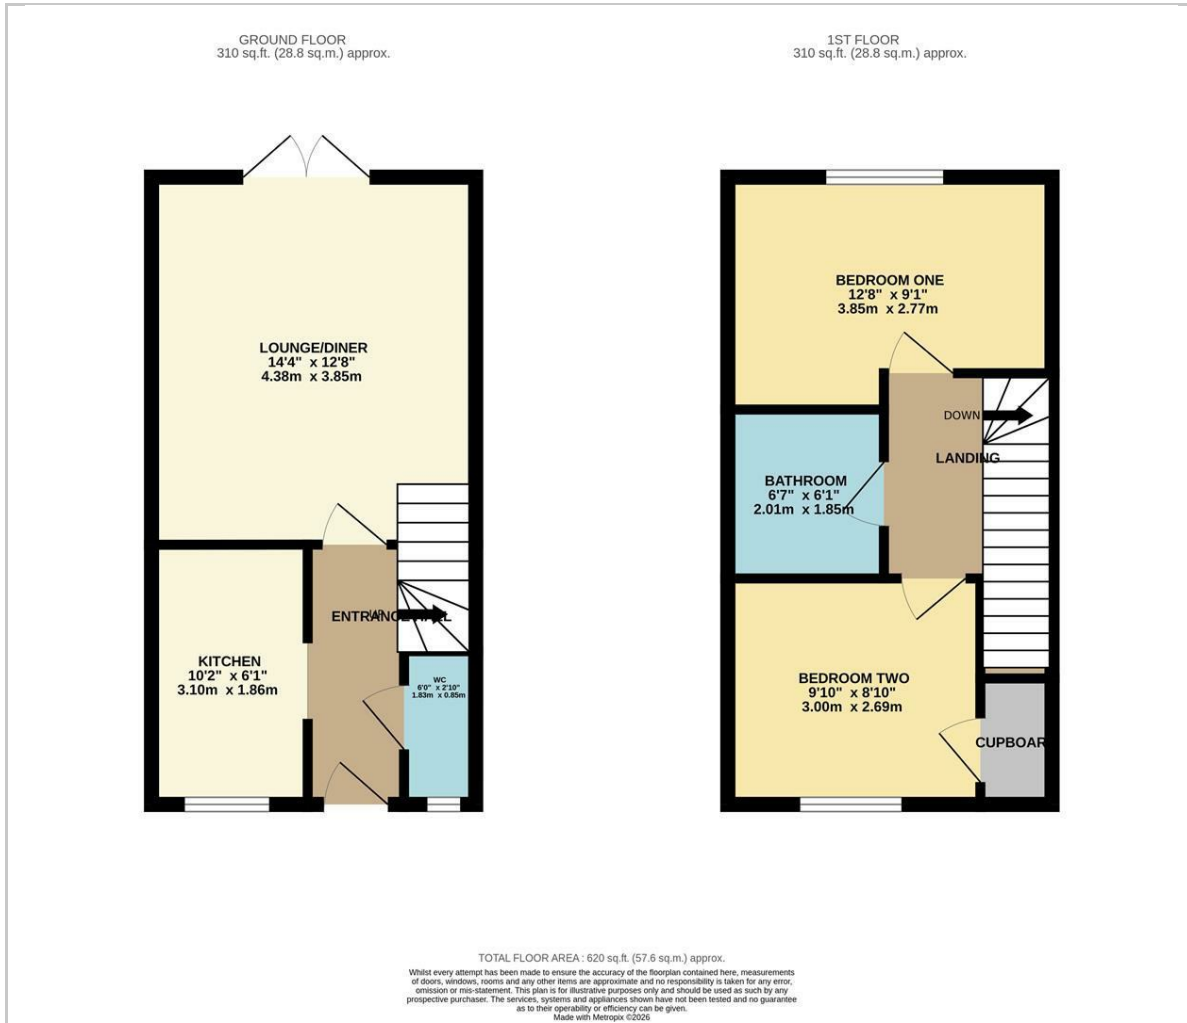 GROUND FLOOR
310 sq.ft. (28.8 sq.m.) approx.
1ST FLOOR
310 sq.ft. (28.8 sq.m.) approx.
LOUNGE/DINER
14'4" x 12'8"
4.38m x 3.85m
KITCHEN
10'2" x 6'1"
3.10m x 1.86m
ENTRANCE HALL
UP
WC
6'0" x 2'10"
1.83m x 0.85m
BEDROOM ONE
12'8" x 9'1"
3.85m x 2.77m
DOWN
LANDING
BATHROOM
6'7" x 6'1"
2.01m x 1.85m
BEDROOM TWO
9'10" x 8'10"
3.00m x 2.69m
CUPBOAR
TOTAL FLOOR AREA : 620 sq.ft. (57.6 sq.m.) approx.
Whilst every attempt has been made to ensure the accuracy of the floorplan contained here, measurements
of doors, windows, rooms and any other items are approximate and no responsibility is taken for any error,
omission or mis-statement. This plan is for illustrative purposes only and should be used as such by any
prospective purchaser. The services, systems and appliances shown have not been tested and no guarantee
as to their operability or efficiency can be given.
Made with Metropix ©2026